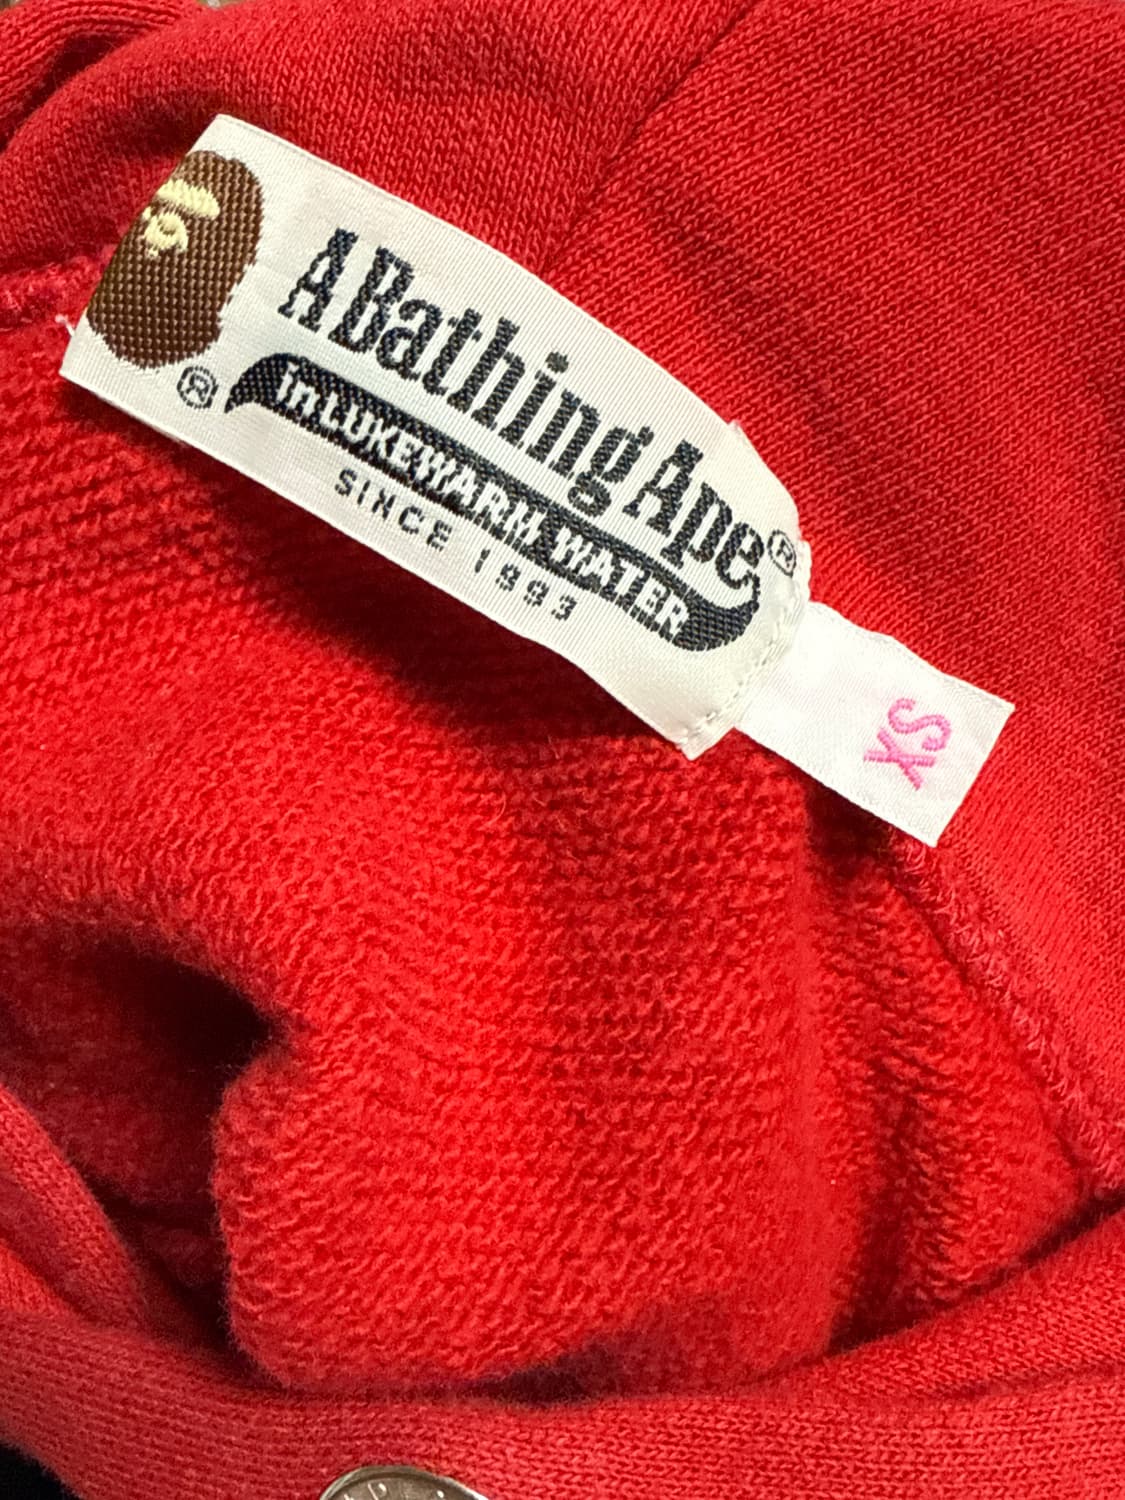 A Bathing Ape®
in LUKEWARM WATER
®
SINCE 1993
XS